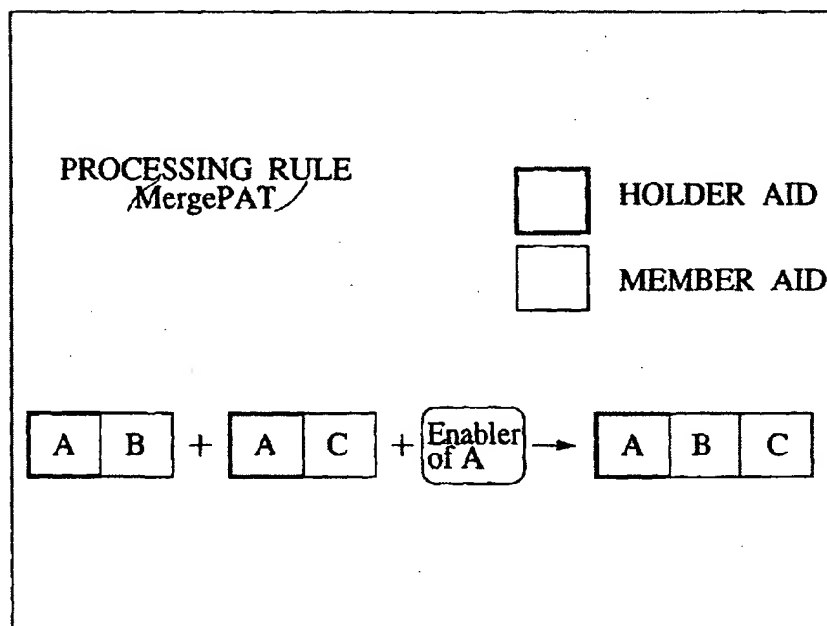 PROCESSING RULE
MergePAT
HOLDER AID
MEMBER AID
A B + A C + Enabler of A → A B C